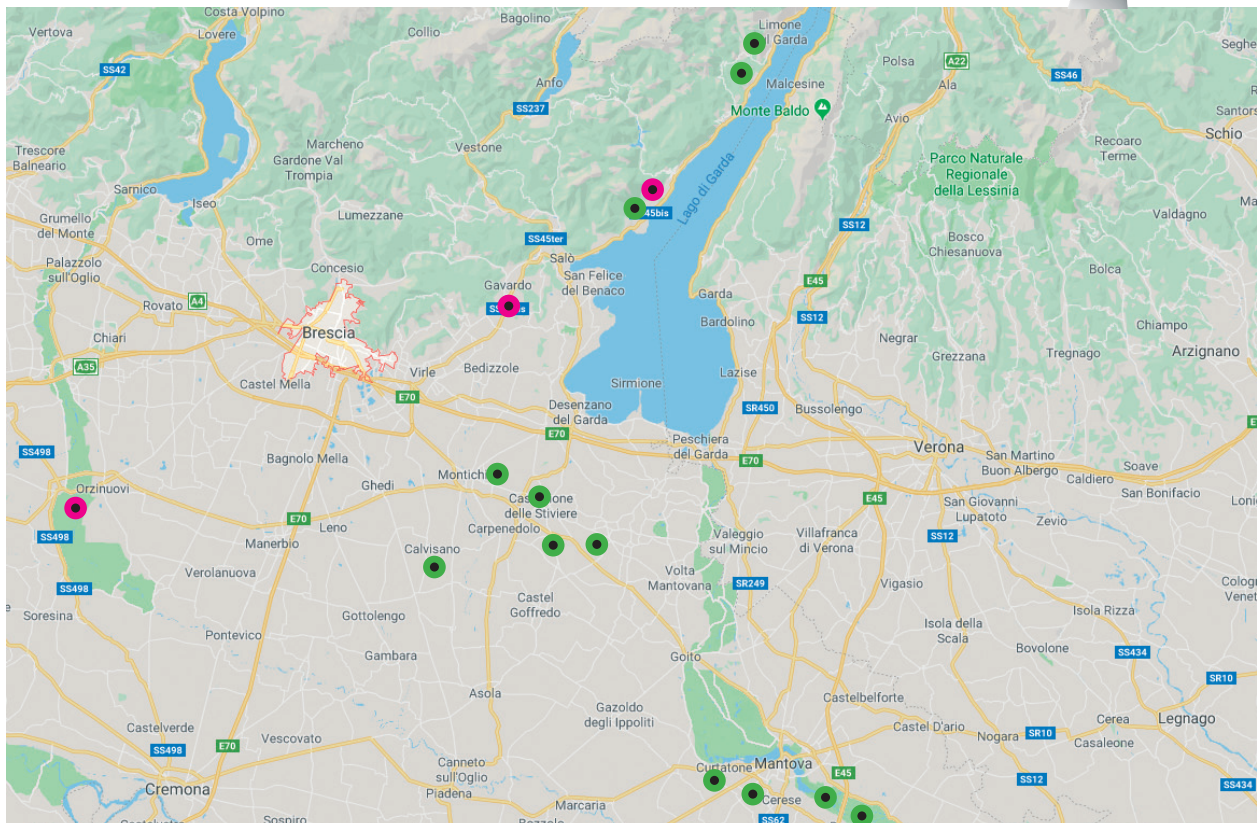 Costa Volpino
Bagolino
Limone
l Garda
Vertova
Lovere
Collio
Polsa
A22
SS46
SS42
Anfo
Malcesine
Ala
SS237
Monte Baldo
Avio
Schio
Marcheno
Gardone Val
Trompia
Vestone
Recoaro
Terme
Trescore
Balneario
Parco Naturale
Regionale
della Lessinia
Lago di Garda
Sarnico
Iseo
Lumezzane
45bis
SS12
Valdagno
Grumello
del Monte
Ome
SS45ter
Salò
Bosco
Chiesanuova
Palazzolo
sull'Oglio
Concesio
Gavardo
San Felice
del Benaco
E45
Bolca
Rovato
A4
Garda
SS12
Chiari
Brescia
Bardolino
Negrar
Chiampo
A35
Virle
Bedizzole
Grezzana
Tregnago
Arzignano
Castel Mella
Sirmione
Lazise
E70
Desenzano
del Garda
SR450
Bussolengo
E70
Peschiera
del Garda
Verona
SS498
Bagnolo Mella
E70
San Martino
Buon Albergo
Soave
Caldiero
Orzinuovi
Ghedi
San Bonifacio
E45
San Giovanni
Lupatoto
E70
Leno
delle Stiviere
Carpenedolo
Zevio
SS498
Manerbio
Calvisano
Valeggio
sul Mincio
Villafranca
di Verona
SS12
Verolanuova
Volta
Mantovana
SR249
Vigasio
SS498
Castel
Goffredo
Soresina
Gottolengo
Isola Rizza
Pontevico
Isola della
Scala
Gambara
Goito
Bovolone
SS434
SR10
Asola
Castelbelforte
Gazoldo
degli Ippoliti
Legnago
Castelverde
Vescovato
Castel D'ario
Cerea
SS498
E70
Nogara
SR10
Casaleone
Canneto
sull'Oglio
Curtatone
Mantova
E45
SS12
Cremona
Piadena
Marcaria
Cerese
SS434
Sospiro
SS62